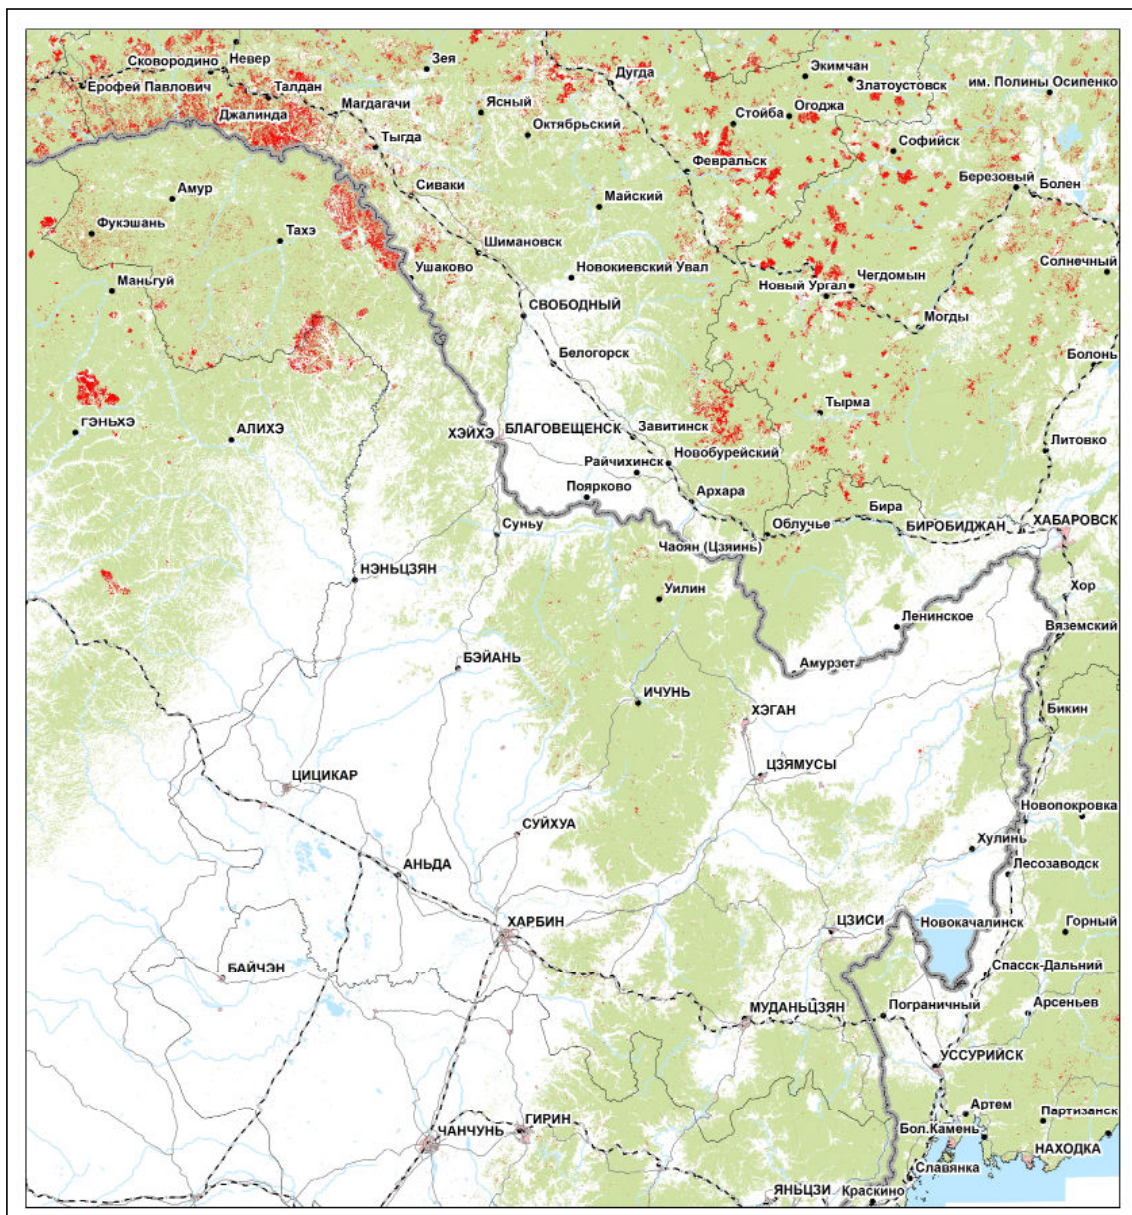 Сковородино
Невер
Зея
Ерофей Павлович
Талдан
Дугда
Экимчан
Златоустовск
им. Полины Осипенко
Джалинда
Магдагачи
Ясный
Стойба
Огоджа
Тыгда
Октябрьский
Софийск
Февральск
Амур
Сиваки
Майский
Березовый
Болен
Фукэшань
Тахэ
Шимановск
Ушаково
Новокиевский Увал
Солнечный
Маньгуй
Чегдомын
Новый Ургал
СВОБОДНЫЙ
Могды
Белогорск
Болонь
Тырма
ГЭНЬХЭ
АЛИХЭ
ХЭЙХЭ
БЛАГОВЕЩЕНСК
Завитинск
Литовко
Новобурейский
Райчихинск
Поярково
Архара
Бира
Суньу
Облучье
БИРОБИДЖАН
ХАБАРОВСК
Чаоян (Цзяинь)
НЭНЬЦЗЯН
Уилин
Хор
Ленинское
Вяземский
БЭЙАНЬ
Амурзет
ИЧУНЬ
ХЭГАН
Бикин
ЦИЦИКАР
ЦЗЯМУСЫ
Новопокровка
СУЙХУА
Хулинь
АНЬДА
Лесозаводск
ХАРБИН
ЦЗИСИ
Новокачалинск
Горный
БАЙЧЭН
Спасск-Дальний
МУДАНЬЦЗЯН
Пограничный
Арсеньев
УССУРИЙСК
Артем
Партизанск
ЧАНЧУНЬ
ГИРИН
Бол.Камень
НАХОДКА
Славянка
ЯНЬЦЗИ
Краскино